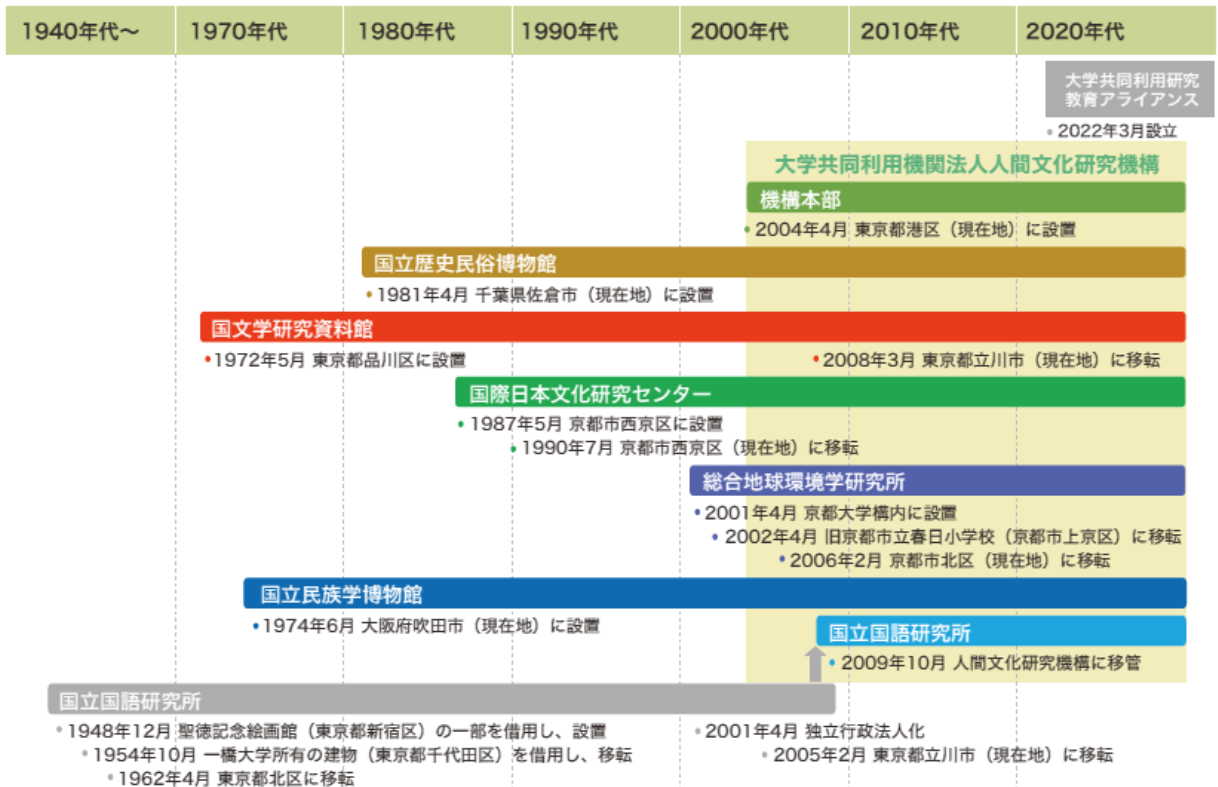 1940年代〜 1970年代 1980年代 1990年代 2000年代 2010年代 2020年代
大学共同利用研究
教育アライアンス
•2022年3月設立
大学共同利用機関法人人間文化研究機構
機構本部
•2004年4月 東京都港区（現在地）に設置
国立歴史民俗博物館
•1981年4月 千葉県佐倉市（現在地）に設置
国文学研究資料館
•1972年5月 東京都品川区に設置 •2008年3月 東京都立川市（現在地）に移転
国際日本文化研究センター
•1987年5月 京都市西京区に設置
•1990年7月 京都市西京区（現在地）に移転
総合地球環境学研究所
•2001年4月 京都大学構内に設置
•2002年4月 旧京都市立春日小学校（京都市上京区）に移転
•2006年2月 京都市北区（現在地）に移転
国立民族学博物館
•1974年6月 大阪府吹田市（現在地）に設置
国立国語研究所
•2009年10月 人間文化研究機構に移管
国立国語研究所
•1948年12月 聖徳記念絵画館（東京都新宿区）の一部を借用し、設置 •2001年4月 独立行政法人化
•1954年10月 一橋大学所有の建物（東京都千代田区）を借用し、移転 •2005年2月 東京都立川市（現在地）に移転
•1962年4月 東京都北区に移転